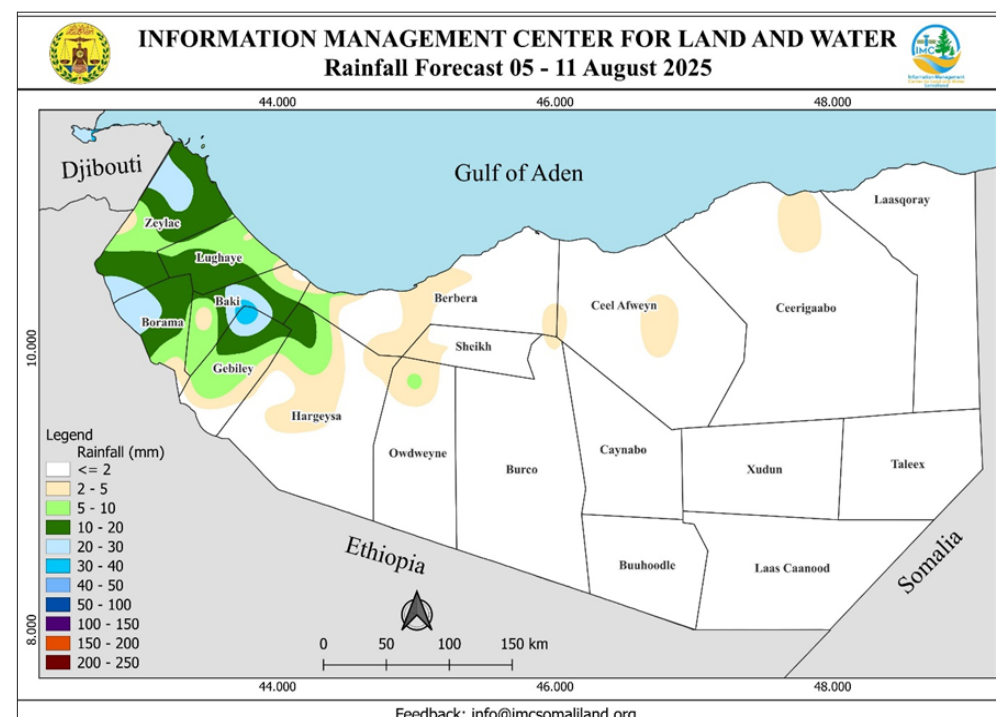 INFORMATION MANAGEMENT CENTER FOR LAND AND WATER
Rainfall Forecast 05 - 11 August 2025
IMC
44.000 46.000 48.000
Djibouti
Gulf of Aden
Laasqoray
Zeylac
Lughaye
Baki
Berbera
Ceel Afweyn
Ceerigaabo
Borama
10.000
Sheikh
Gebiley
Hargeysa
Legend
Rainfall (mm)
<= 2
2 - 5
5 - 10
10 - 20
20 - 30
30 - 40
40 - 50
50 - 100
100 - 150
150 - 200
200 - 250
Owdweyne
Burco
Caynabo
Xudun
Taleex
Ethiopia
Buuhoodle
Laas Caanood
Somalia
8.000
0 50 100 150 km
44.000 46.000 48.000
Feedback: info@imcsomaliland.org